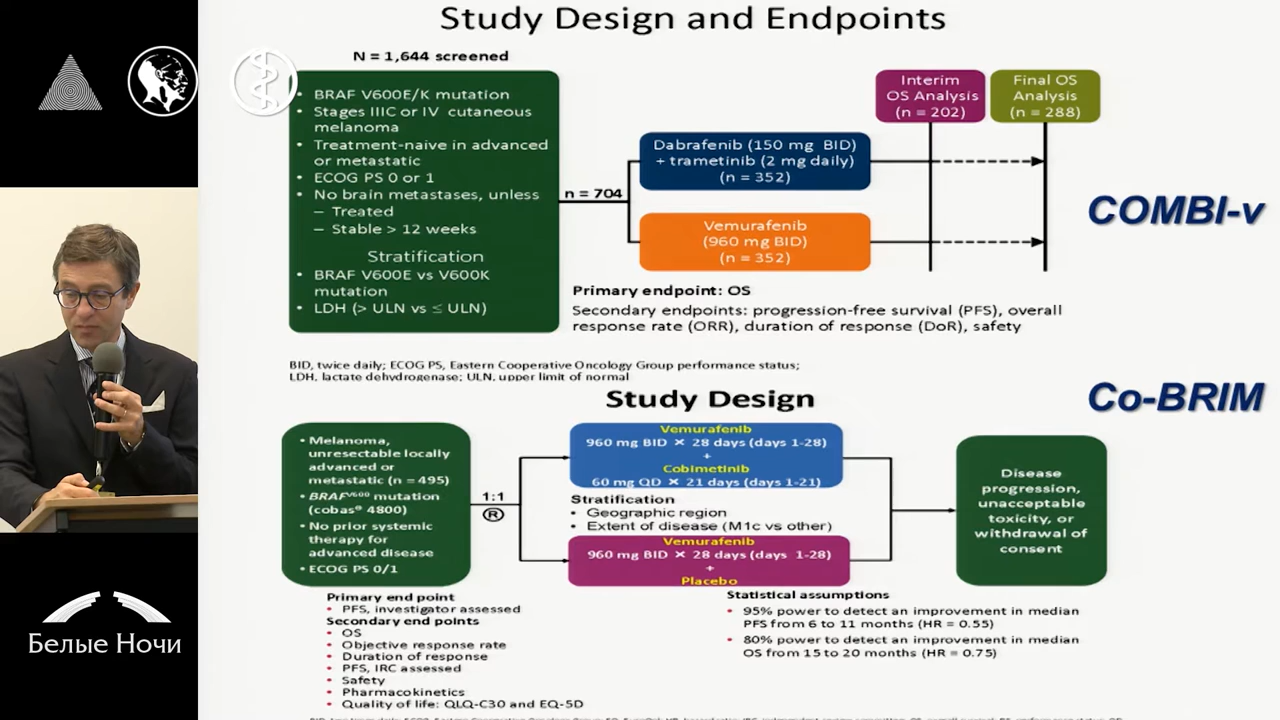 Study Design and Endpoints
N = 1,644 screened
• BRAF V600E/K mutation
• Stages IIIC or IV cutaneous
melanoma
• Treatment-naive in advanced
or metastatic
• ECOG PS 0 or 1
• No brain metastases, unless
– Treated
– Stable > 12 weeks
Stratification
• BRAF V600E vs V600K
mutation
• LDH (> ULN vs ≤ ULN)
n = 704
Dabrafenib (150 mg BID)
+ trametinib (2 mg daily)
(n = 352)
Vemurafenib
(960 mg BID)
(n = 352)
Interim
OS Analysis
(n = 202)
Final OS
Analysis
(n = 288)
COMBI-v
Primary endpoint: OS
Secondary endpoints: progression-free survival (PFS), overall
response rate (ORR), duration of response (DoR), safety
BID, twice daily; ECOG PS, Eastern Cooperative Oncology Group performance status;
LDH, lactate dehydrogenase; ULN, upper limit of normal
Study Design
Co-BRIM
• Melanoma,
unresectable locally
advanced or
metastatic (n = 495)
• BRAFV600 mutation
(cobas® 4800)
• No prior systemic
therapy for
advanced disease
• ECOG PS 0/1
1:1
R
Vemurafenib
960 mg BID × 28 days (days 1-28)
+
Cobimetinib
60 mg QD × 21 days (days 1-21)
Stratification
• Geographic region
• Extent of disease (M1c vs other)
Vemurafenib
960 mg BID × 28 days (days 1-28)
+
Placebo
Disease
progression,
unacceptable
toxicity, or
withdrawal of
consent
Primary end point
• PFS, investigator assessed
Secondary end points
• OS
• Objective response rate
• Duration of response
• PFS, IRC assessed
• Safety
• Pharmacokinetics
• Quality of life: QLQ-C30 and EQ-5D
Statistical assumptions
• 95% power to detect an improvement in median
PFS from 6 to 11 months (HR = 0.55)
• 80% power to detect an improvement in median
OS from 15 to 20 months (HR = 0.75)
Белые Ночи